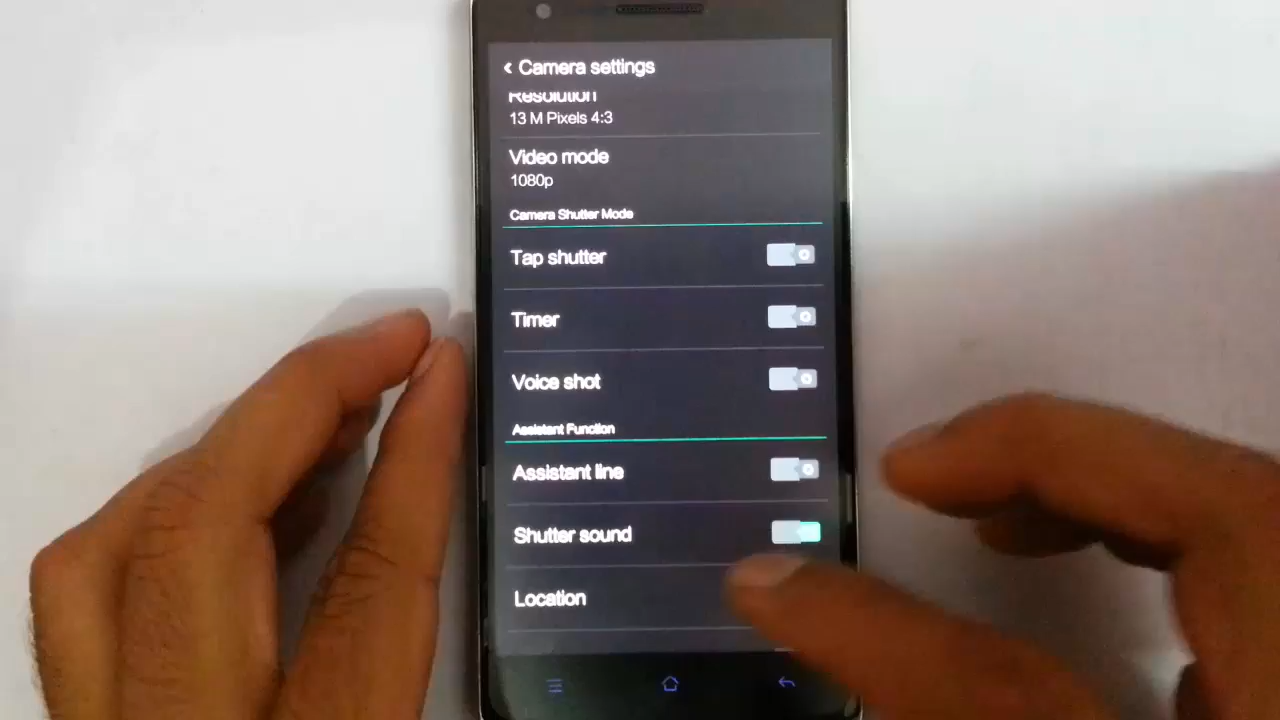 Camera settings
Resolution
13 M Pixels 4:3
Video mode
1080p
Camera Shutter Mode
Tap shutter
Timer
Voice shot
Assistant Function
Assistant line
Shutter sound
Location